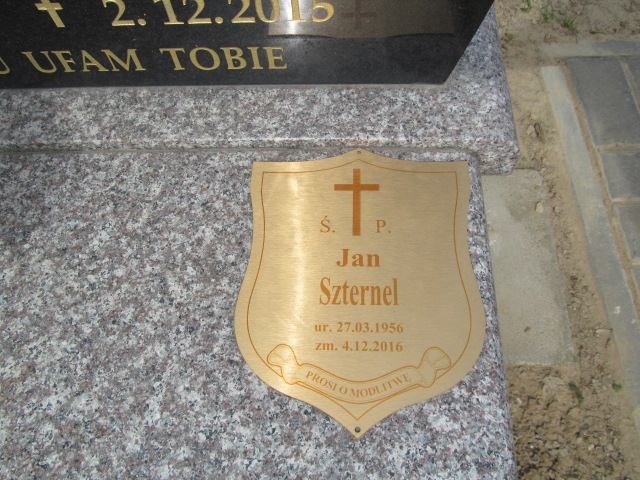 ✝ 2.12.2015
U UFAM TOBIE
Ś. P.
Jan
Szternel
ur. 27.03.1956
zm. 4.12.2016
PROSI O MODLITWĘ